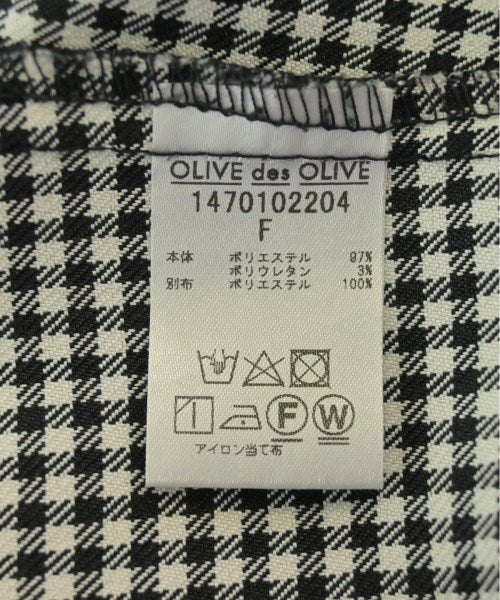 OLIVE des OLIVE
1470102204
F
本体 ポリエステル 97%
ポリウレタン 3%
別布 ポリエステル 100%
F W
アイロン当て布